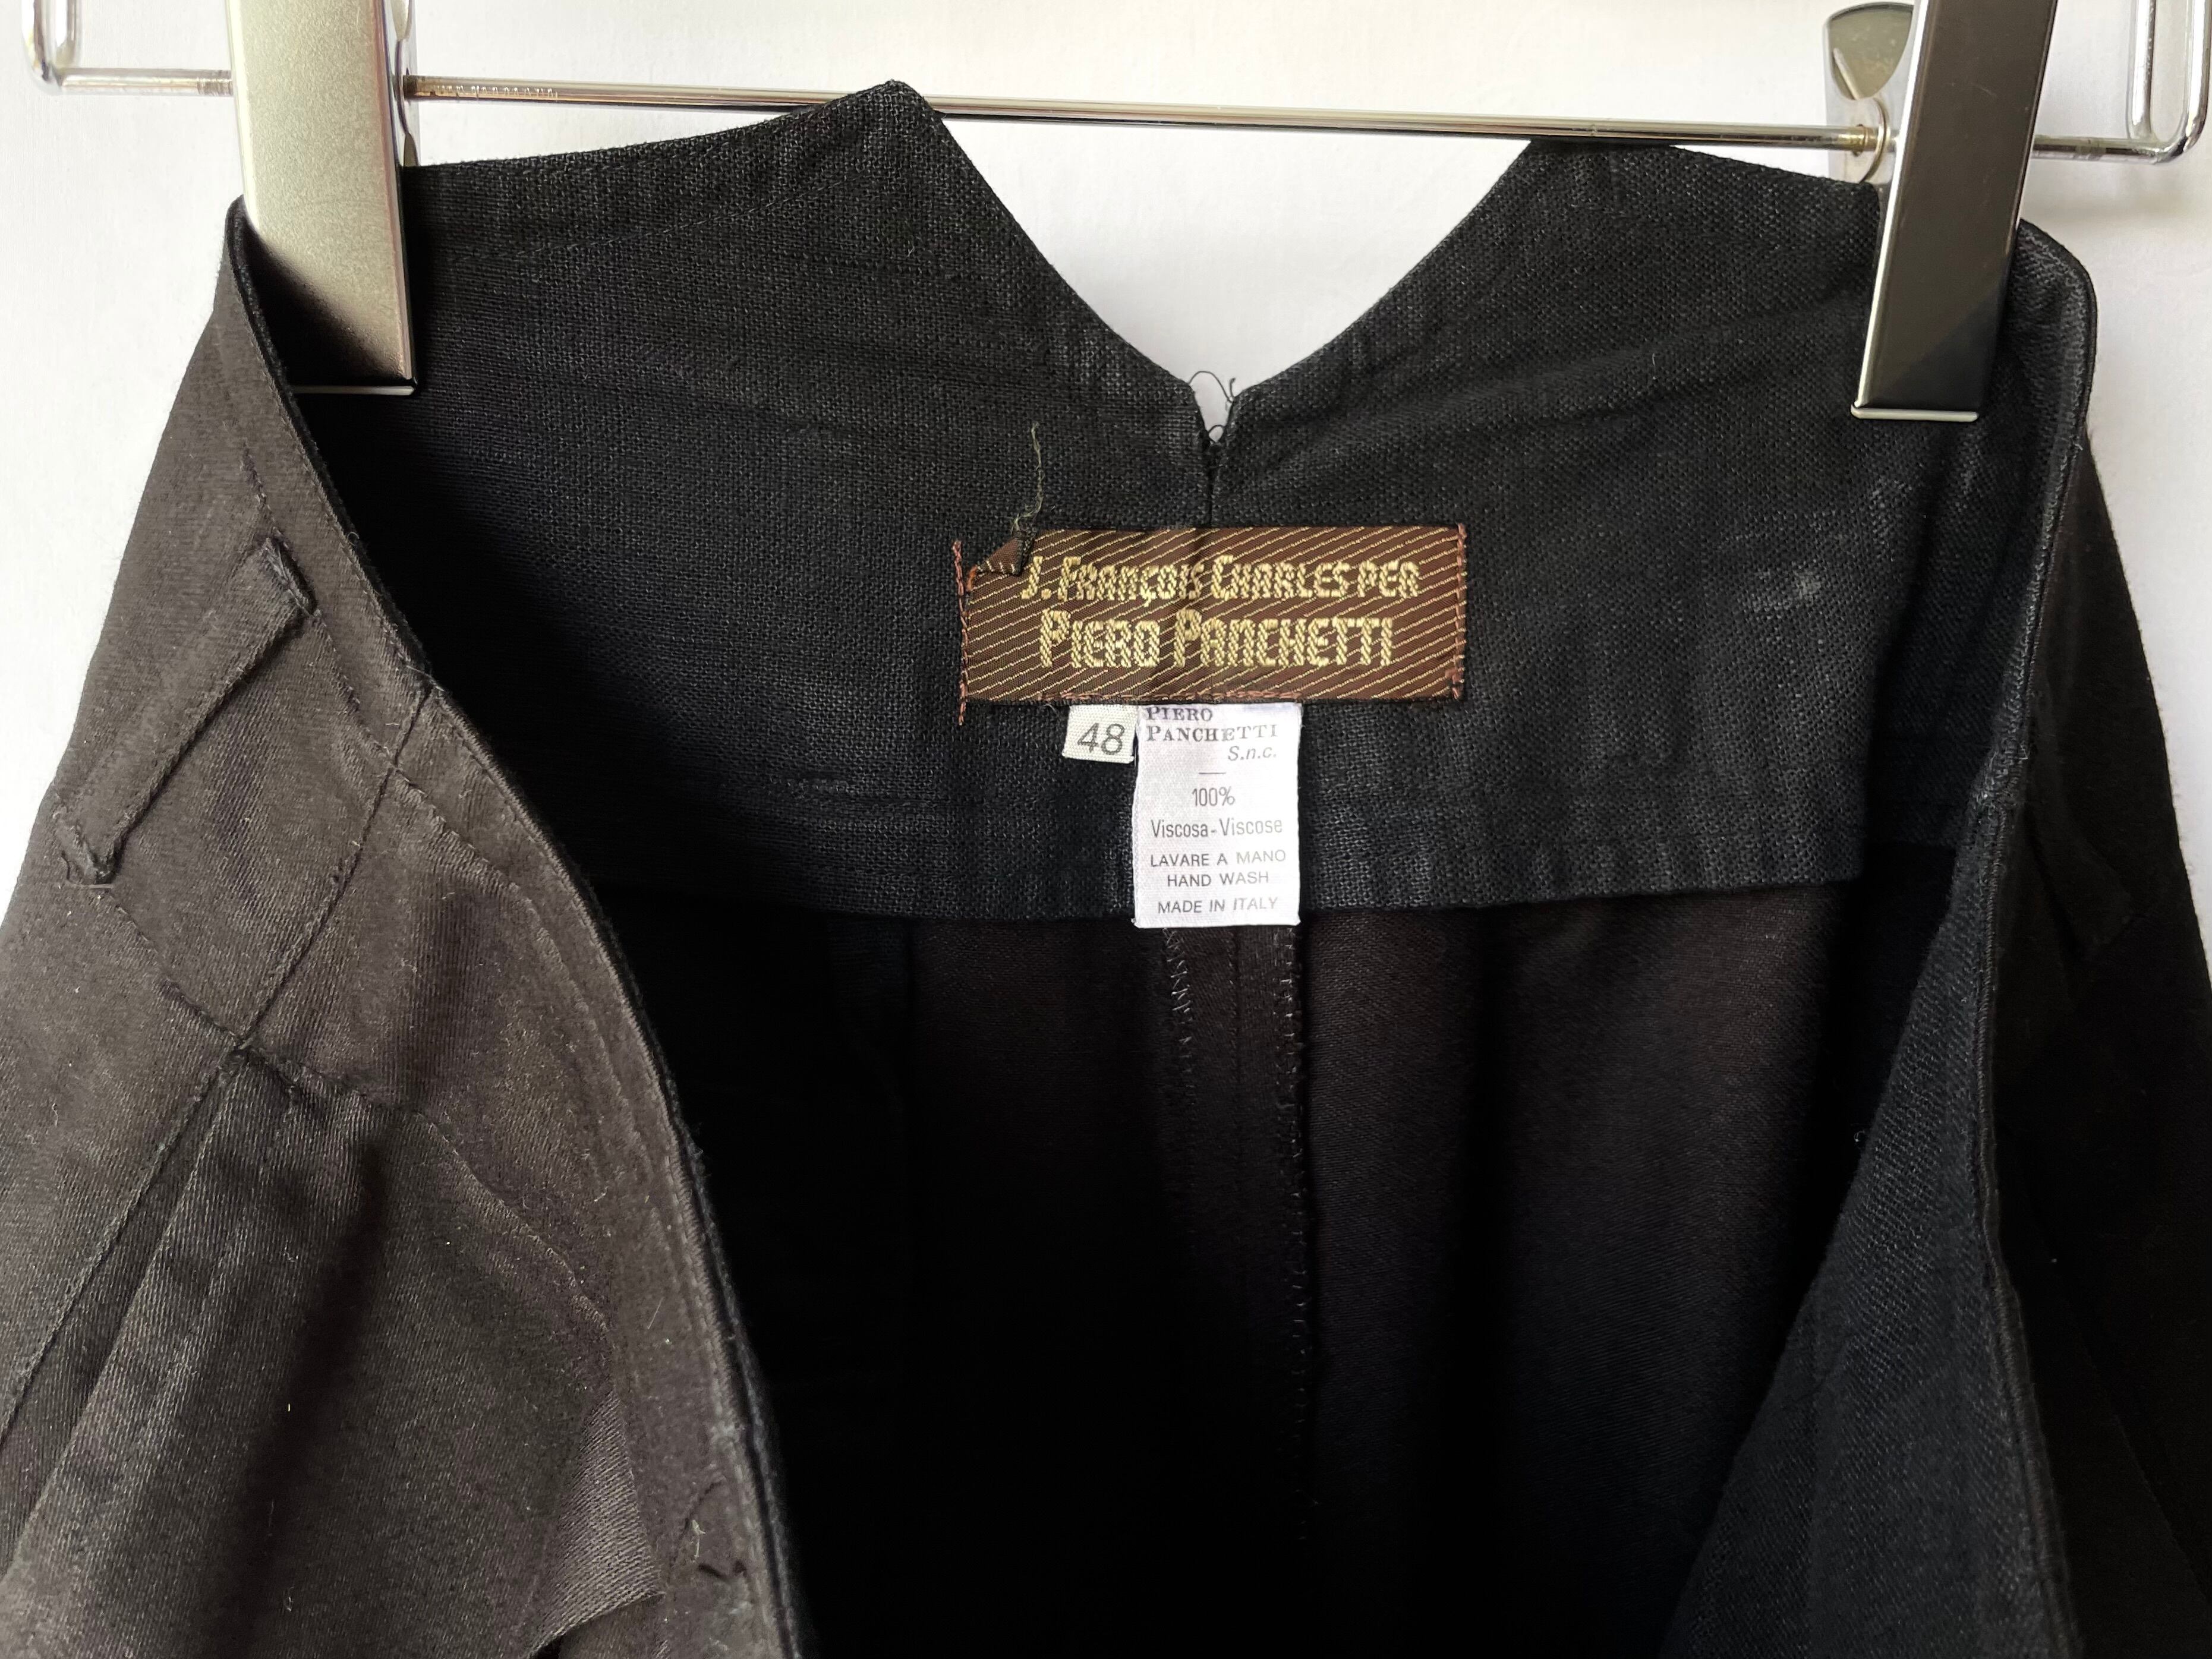 J. FRANÇOIS CHARLES PER
PIERO PANCHETTI
48
PIERO
PANCHETTI
S.n.c.
100%
Viscosa-Viscose
LAVARE A MANO
HAND WASH
MADE IN ITALY